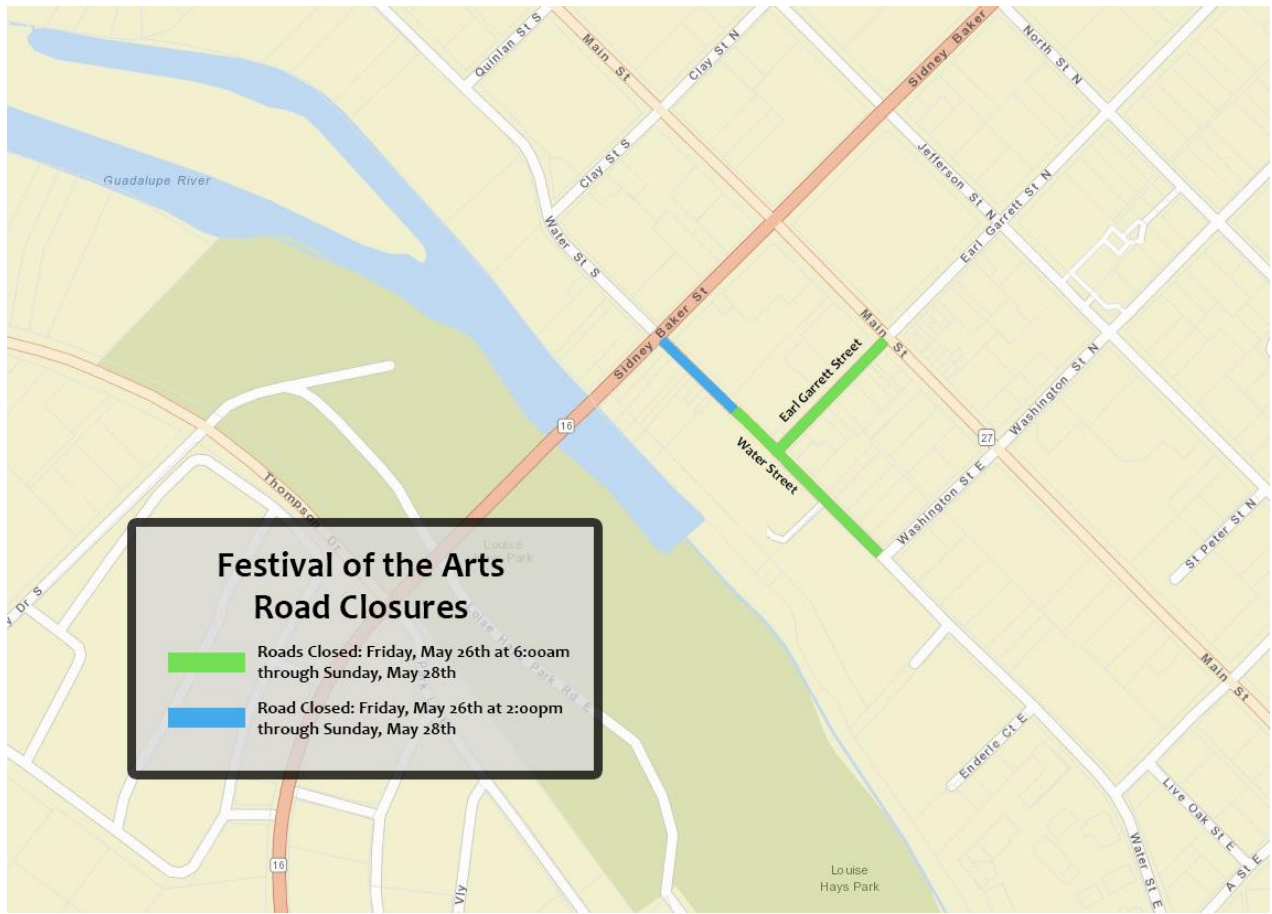 Quinlan St S
Main St
Clay St N
Sidney Baker
North St N
Clay St S
Jefferson St N
Guadalupe River
Water St S
Earl Garrett St N
Sidney Baker St
Main St
Earl Garrett Street
Washington St N
16
27
Water Street
Thompson Dr
Washington St E
St Peter St N
Louise
Hays Park
Festival of the Arts
Road Closures
Roads Closed: Friday, May 26th at 6:00am
through Sunday, May 28th
Road Closed: Friday, May 26th at 2:00pm
through Sunday, May 28th
Dr S
Park Rd E
Main St
Enderle Ct E
Live Oak St E
Water St E
A St E
16
Vly
Louise
Hays Park